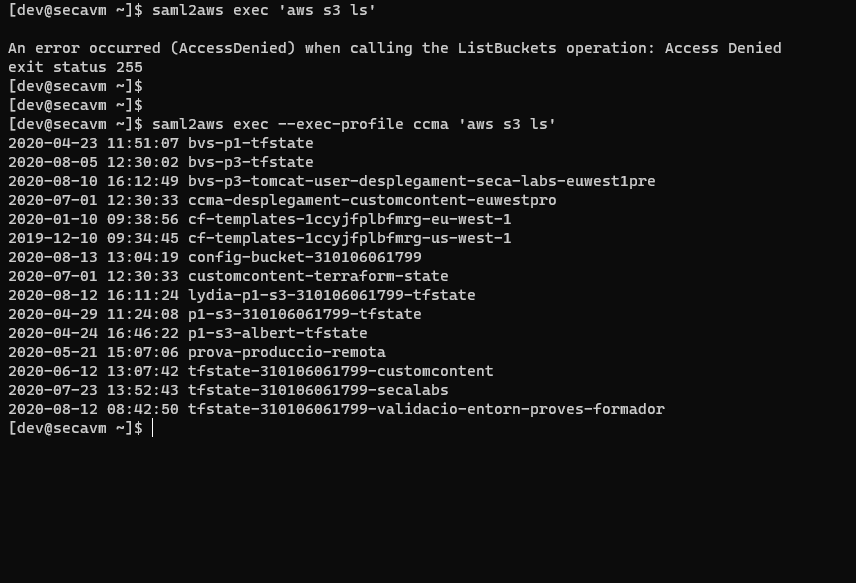 [dev@secavm ~]$ saml2aws exec 'aws s3 ls'
An error occurred (AccessDenied) when calling the ListBuckets operation: Access Denied
exit status 255
[dev@secavm ~]$
[dev@secavm ~]$
[dev@secavm ~]$ saml2aws exec --exec-profile ccma 'aws s3 ls'
2020-04-23 11:51:07 bvs-p1-tfstate
2020-08-05 12:30:02 bvs-p3-tfstate
2020-08-10 16:12:49 bvs-p3-tomcat-user-desplegament-seca-labs-euwest1pre
2020-07-01 12:30:33 ccma-desplegament-customcontent-euwestpro
2020-01-10 09:38:56 cf-templates-1ccyjfplbfmrg-eu-west-1
2019-12-10 09:34:45 cf-templates-1ccyjfplbfmrg-us-west-1
2020-08-13 13:04:19 config-bucket-310106061799
2020-07-01 12:30:33 customcontent-terraform-state
2020-08-12 16:11:24 lydia-p1-s3-310106061799-tfstate
2020-04-29 11:24:08 p1-s3-310106061799-tfstate
2020-04-24 16:46:22 p1-s3-albert-tfstate
2020-05-21 15:07:06 prova-produccio-remota
2020-06-12 13:07:42 tfstate-310106061799-customcontent
2020-07-23 13:52:43 tfstate-310106061799-secalabs
2020-08-12 08:42:50 tfstate-310106061799-validacio-entorn-proves-formador
[dev@secavm ~]$